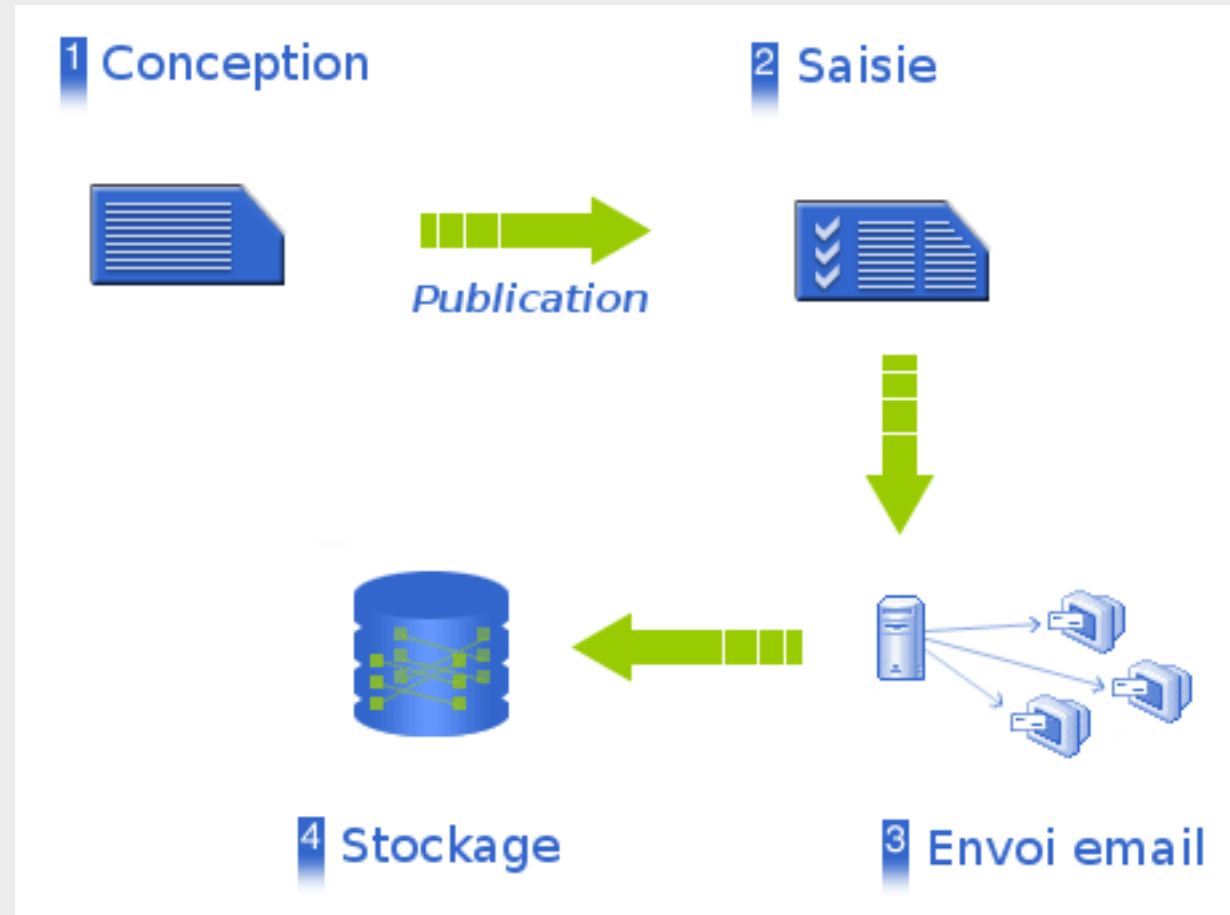 1 Conception
2 Saisie
Publication
4 Stockage
3 Envoi email